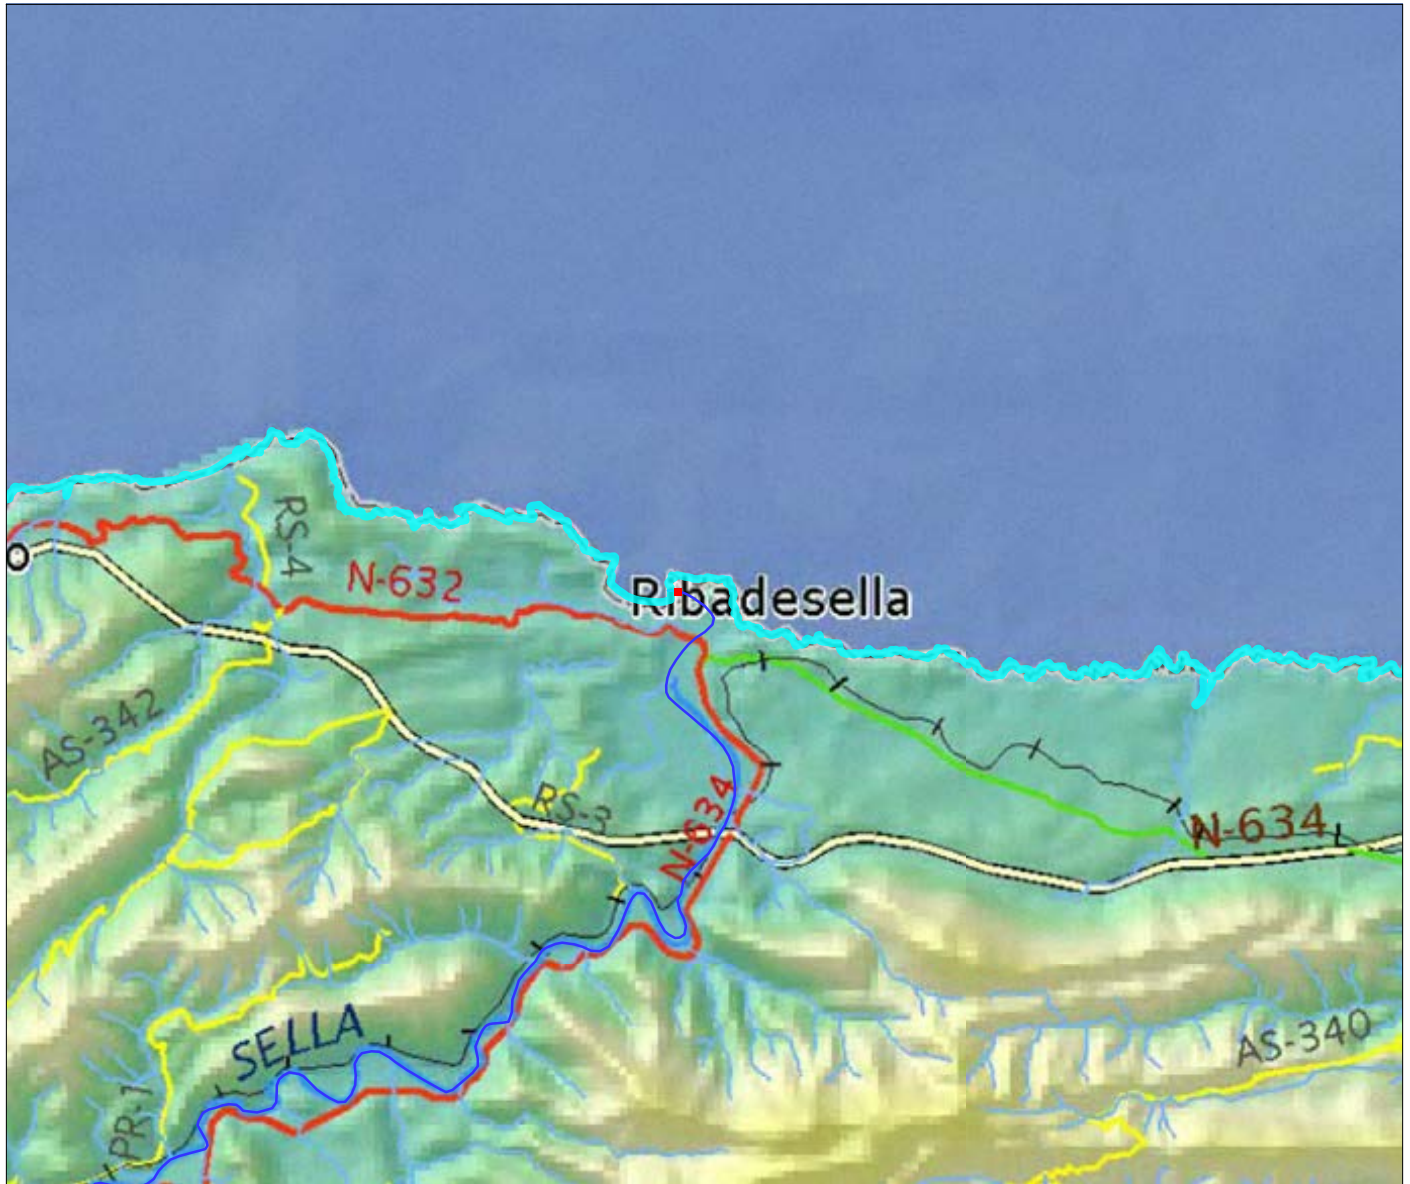 RS-4
o
N-632
Ribadesella
AS-342
RS-3
N-634
N-634
SELLA
AS-340
PR-1